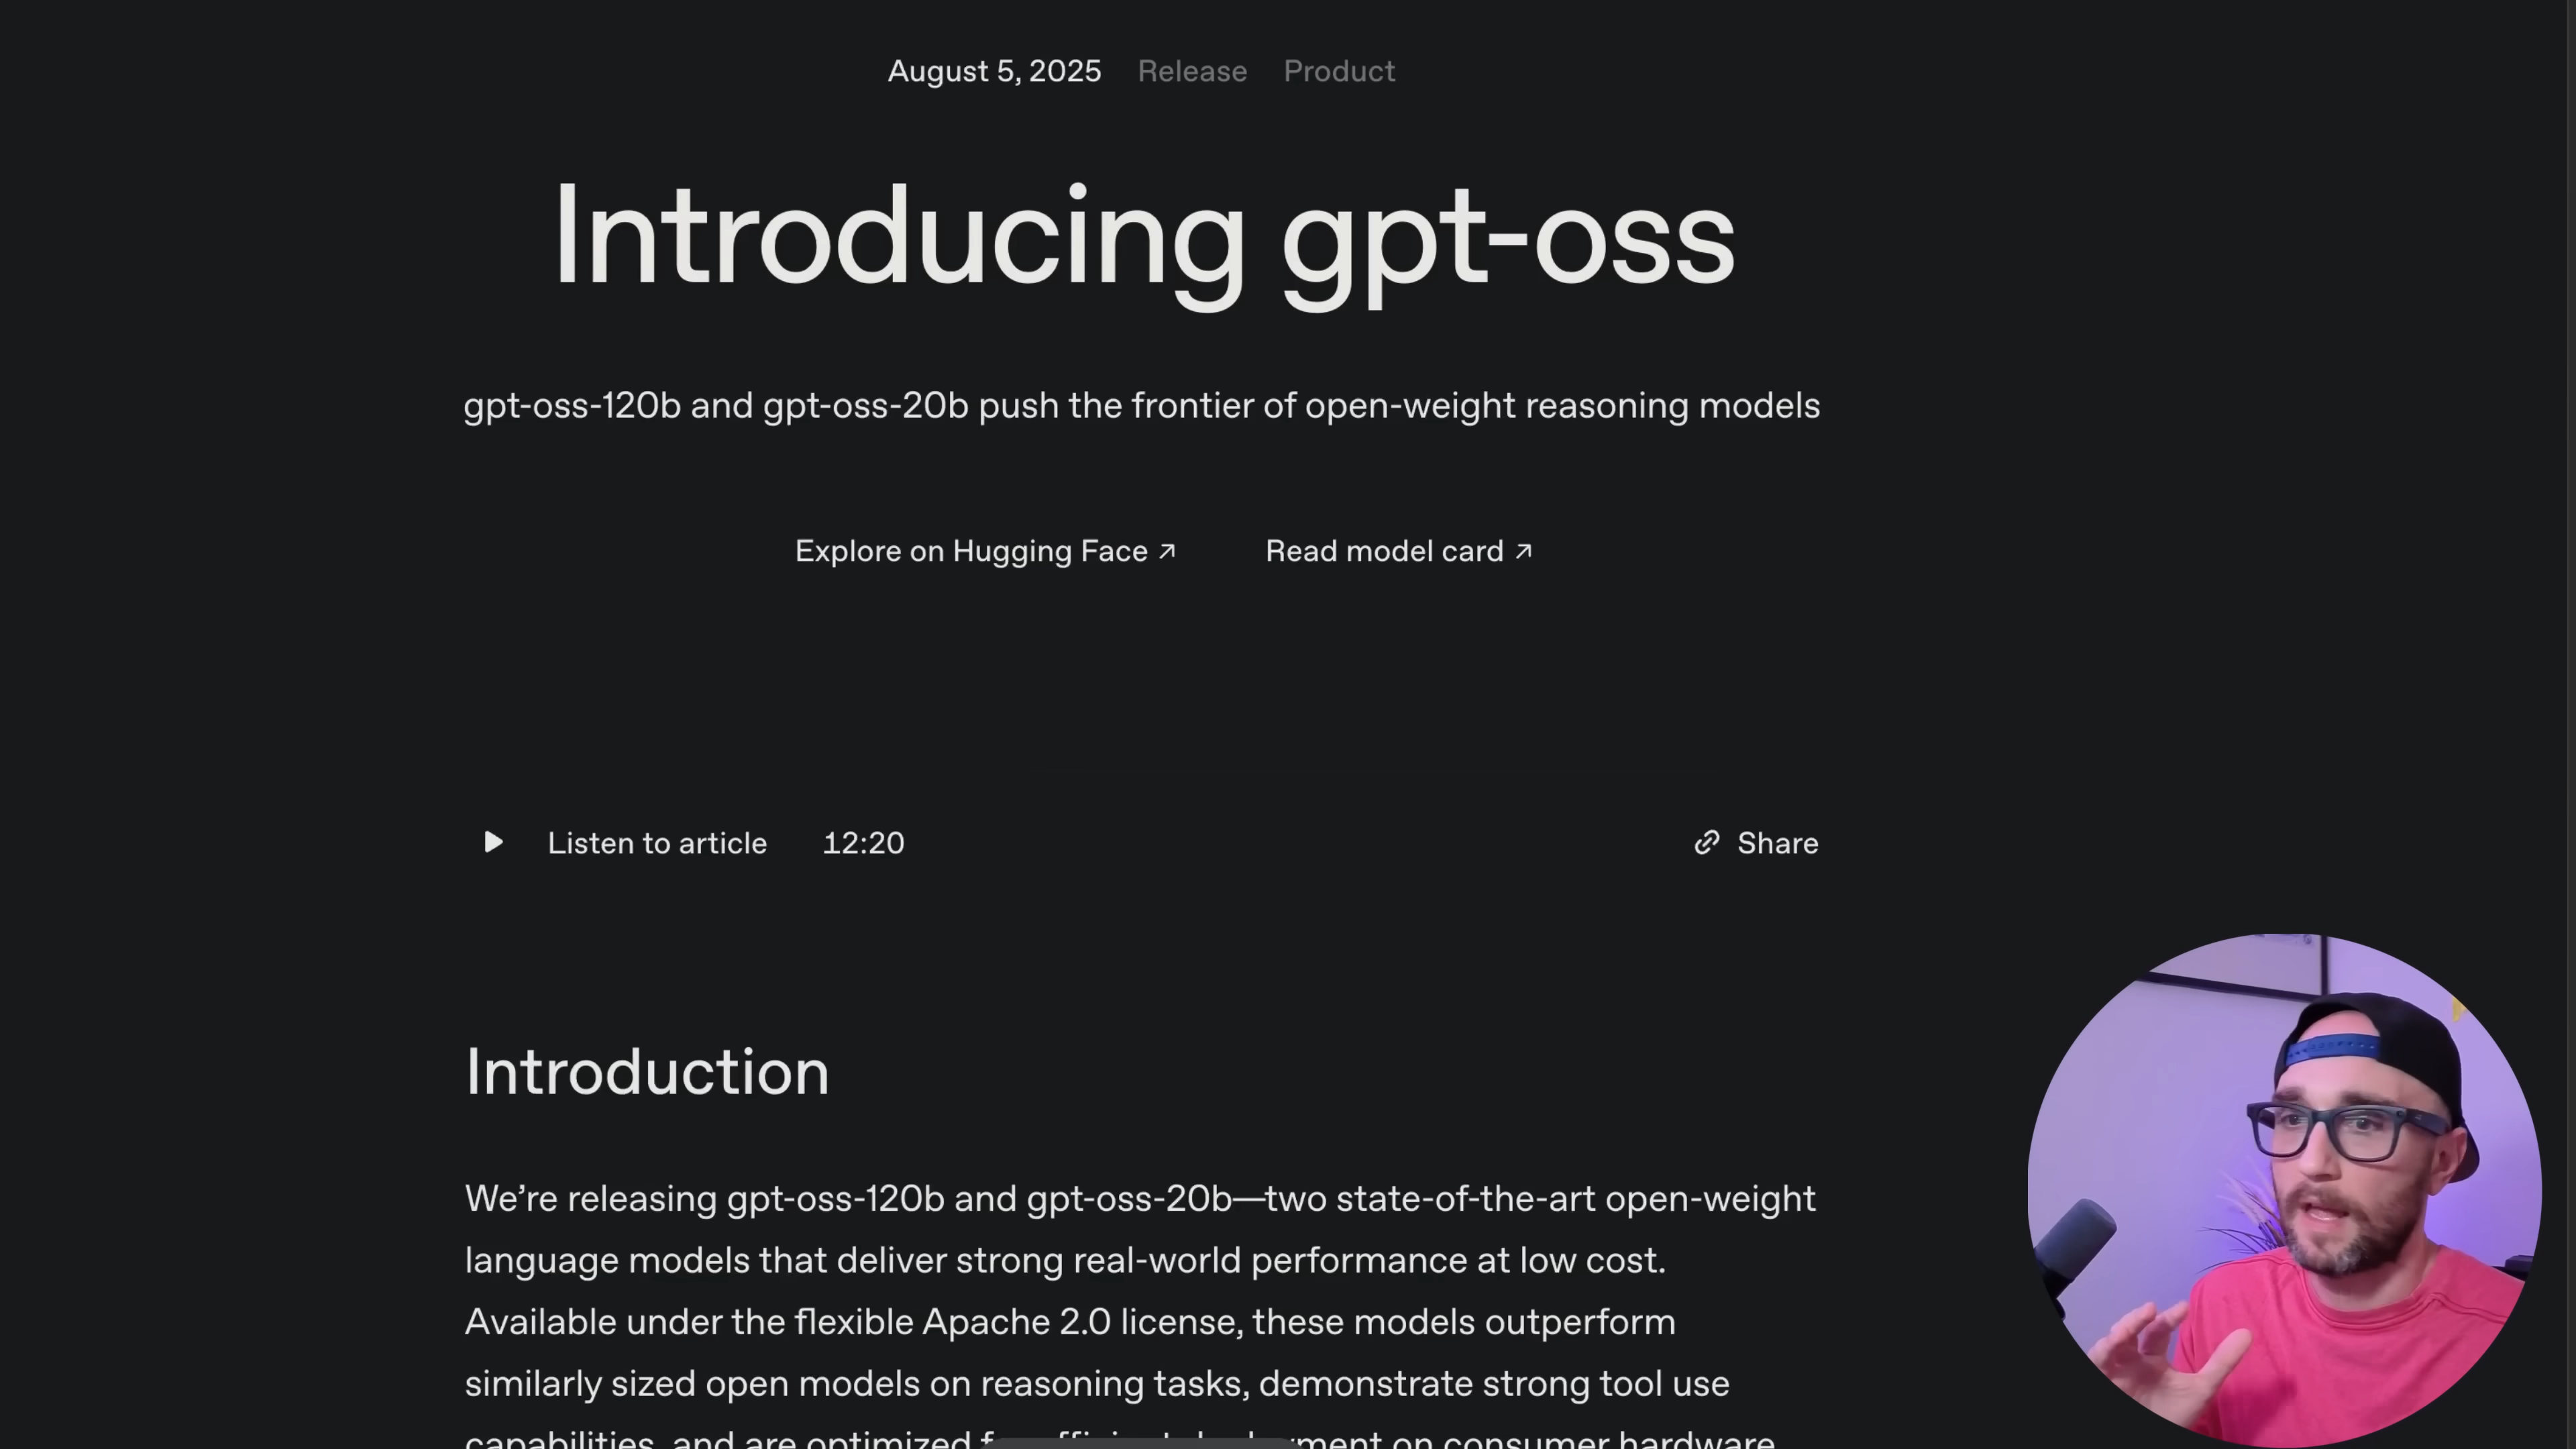 August 5, 2025 Release Product
Introducing gpt-oss
gpt-oss-120b and gpt-oss-20b push the frontier of open-weight reasoning models
Explore on Hugging Face ↗ Read model card ↗
Listen to article 12:20 Share
Introduction
We’re releasing gpt-oss-120b and gpt-oss-20b—two state-of-the-art open-weight
language models that deliver strong real-world performance at low cost.
Available under the flexible Apache 2.0 license, these models outperform
similarly sized open models on reasoning tasks, demonstrate strong tool use
capabilities, and are optimized for efficient deployment on consumer hardware.